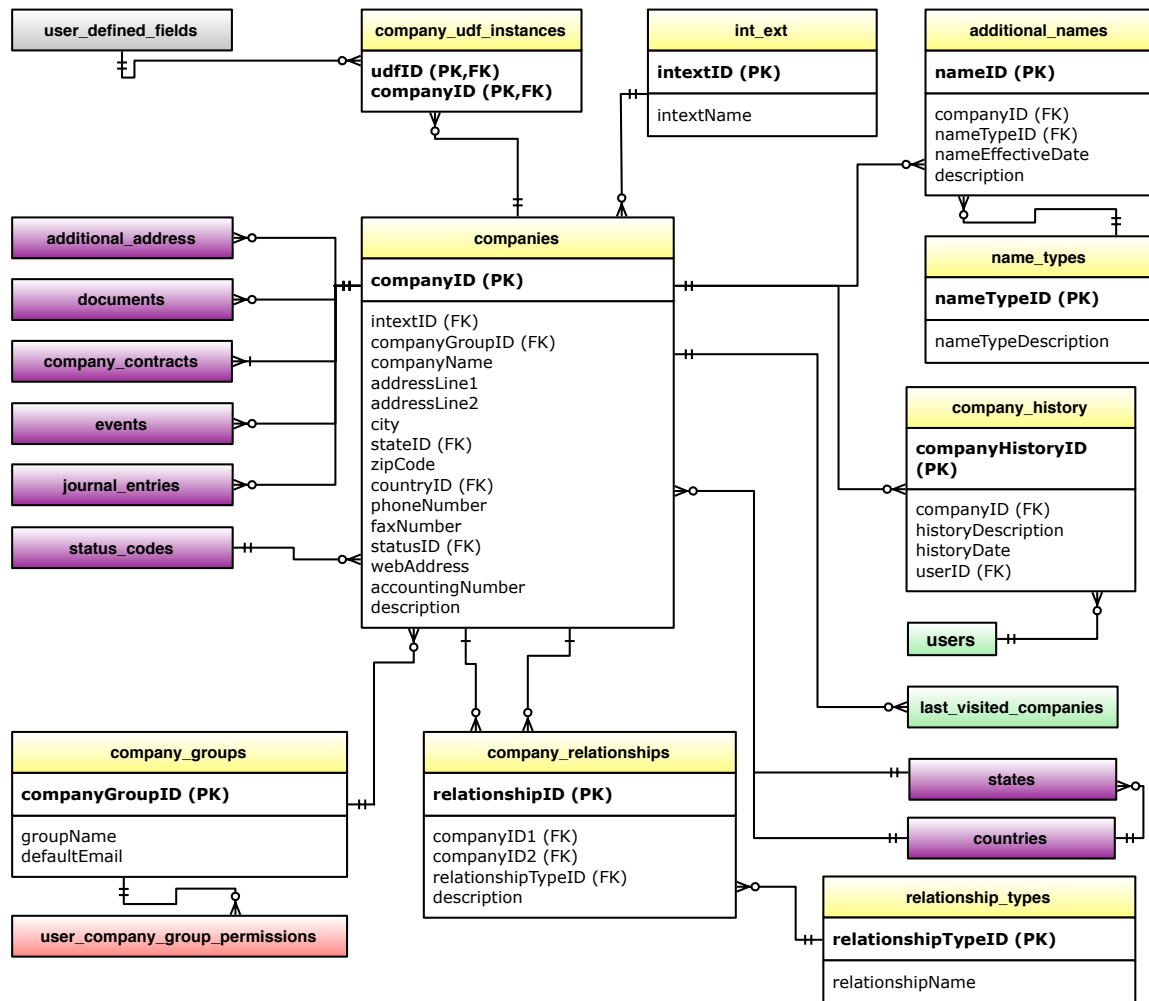 user_defined_fields
company_udf_instances
udfID (PK,FK)
companyID (PK,FK)
int_ext
intextID (PK)
intextName
additional_names
nameID (PK)
companyID (FK)
nameTypeID (FK)
nameEffectiveDate
description
name_types
nameTypeID (PK)
nameTypeDescription
additional_address
documents
company_contracts
events
journal_entries
status_codes
companies
companyID (PK)
intextID (FK)
companyGroupID (FK)
companyName
addressLine1
addressLine2
city
stateID (FK)
zipCode
countryID (FK)
phoneNumber
faxNumber
statusID (FK)
webAddress
accountingNumber
description
company_history
companyHistoryID
(PK)
companyID (FK)
historyDescription
historyDate
userID (FK)
users
last_visited_companies
states
countries
company_groups
companyGroupID (PK)
groupName
defaultEmail
user_company_group_permissions
company_relationships
relationshipID (PK)
companyID1 (FK)
companyID2 (FK)
relationshipTypeID (FK)
description
relationship_types
relationshipTypeID (PK)
relationshipName